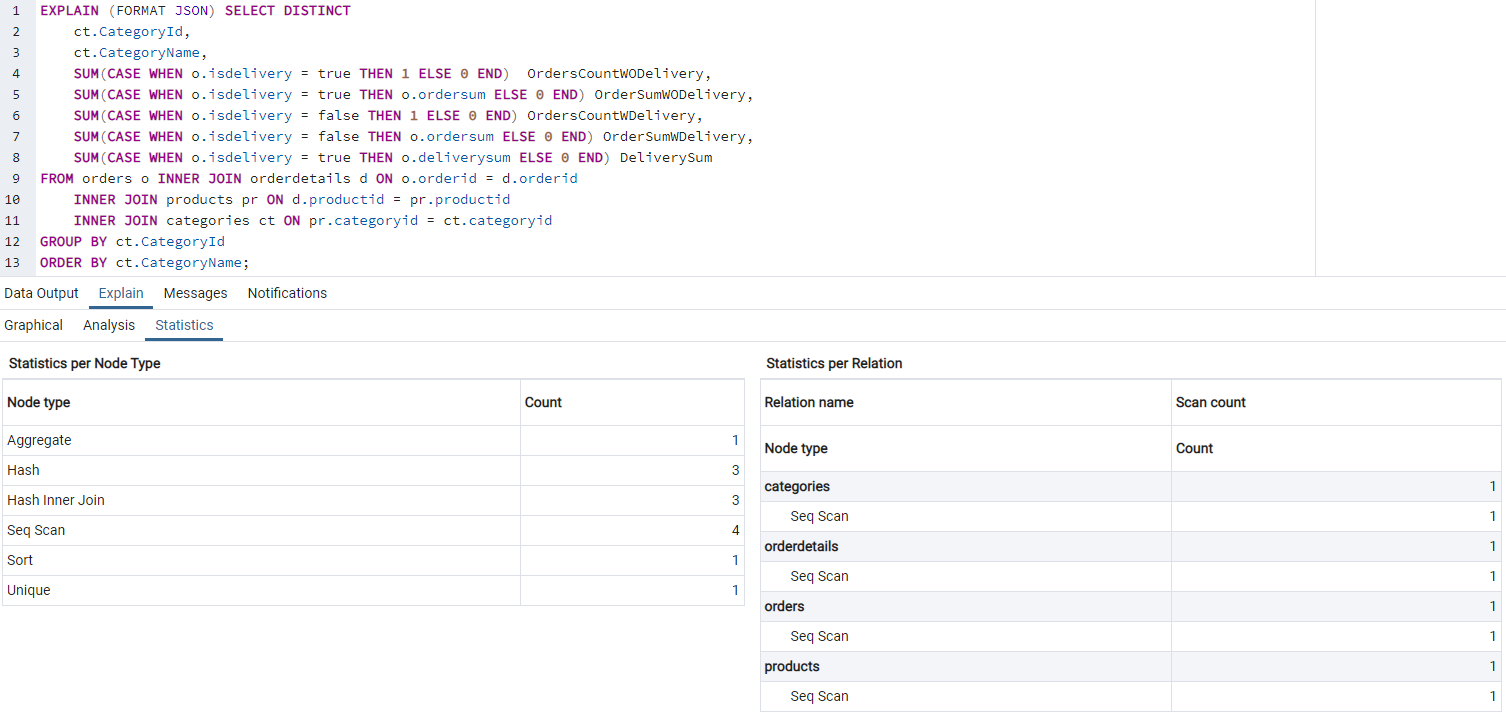 1 EXPLAIN (FORMAT JSON) SELECT DISTINCT
2 ct.CategoryId,
3 ct.CategoryName,
4 SUM(CASE WHEN o.isdelivery = true THEN 1 ELSE 0 END)  OrdersCountWODelivery,
5 SUM(CASE WHEN o.isdelivery = true THEN o.ordersum ELSE 0 END) OrderSumWODelivery,
6 SUM(CASE WHEN o.isdelivery = false THEN 1 ELSE 0 END) OrdersCountWDelivery,
7 SUM(CASE WHEN o.isdelivery = false THEN o.ordersum ELSE 0 END) OrderSumWDelivery,
8 SUM(CASE WHEN o.isdelivery = true THEN o.deliverysum ELSE 0 END) DeliverySum
9 FROM orders o INNER JOIN orderdetails d ON o.orderid = d.orderid
10 INNER JOIN products pr ON d.productid = pr.productid
11 INNER JOIN categories ct ON pr.categoryid = ct.categoryid
12 GROUP BY ct.CategoryId
13 ORDER BY ct.CategoryName;
Data Output Explain Messages Notifications
Graphical Analysis Statistics
Statistics per Node Type
Node type Count
Aggregate 1
Hash 3
Hash Inner Join 3
Seq Scan 4
Sort 1
Unique 1
Statistics per Relation
Relation name Scan count
Node type Count
categories 1
Seq Scan 1
orderdetails 1
Seq Scan 1
orders 1
Seq Scan 1
products 1
Seq Scan 1